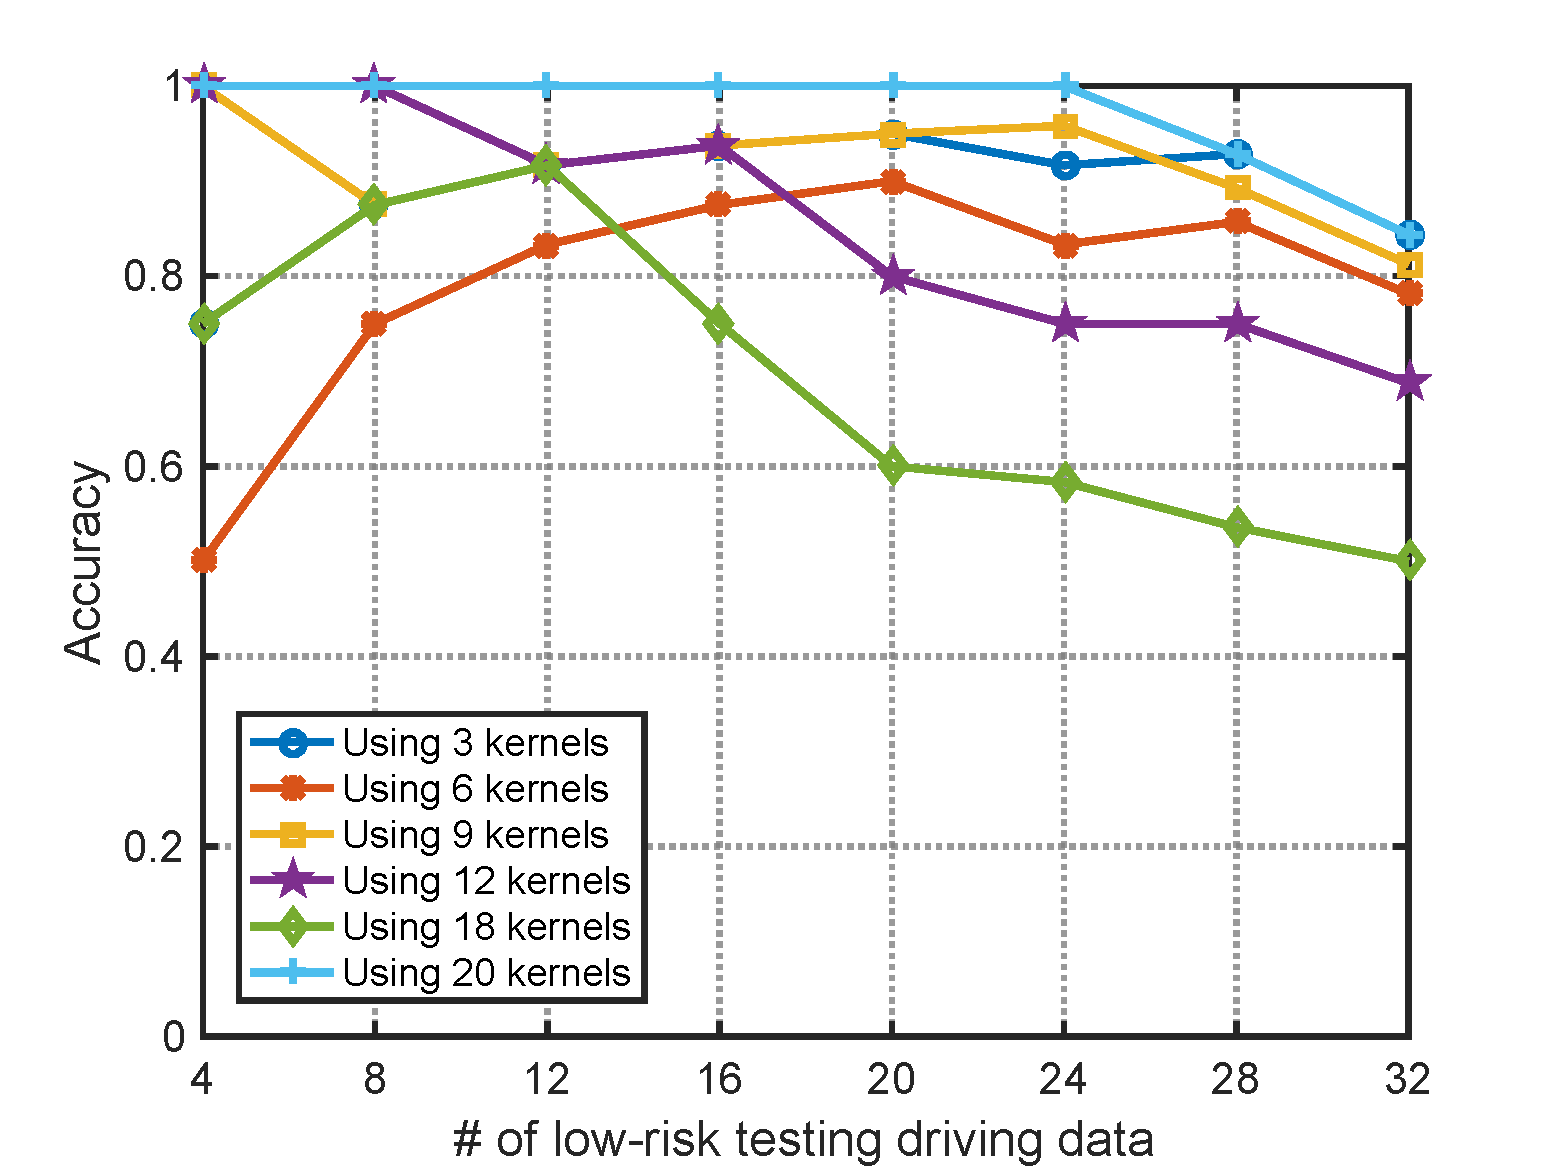 1
0.8
0.6
0.4
0.2
0
Accuracy
Using 3 kernels
Using 6 kernels
Using 9 kernels
Using 12 kernels
Using 18 kernels
Using 20 kernels
4 8 12 16 20 24 28 32
# of low-risk testing driving data